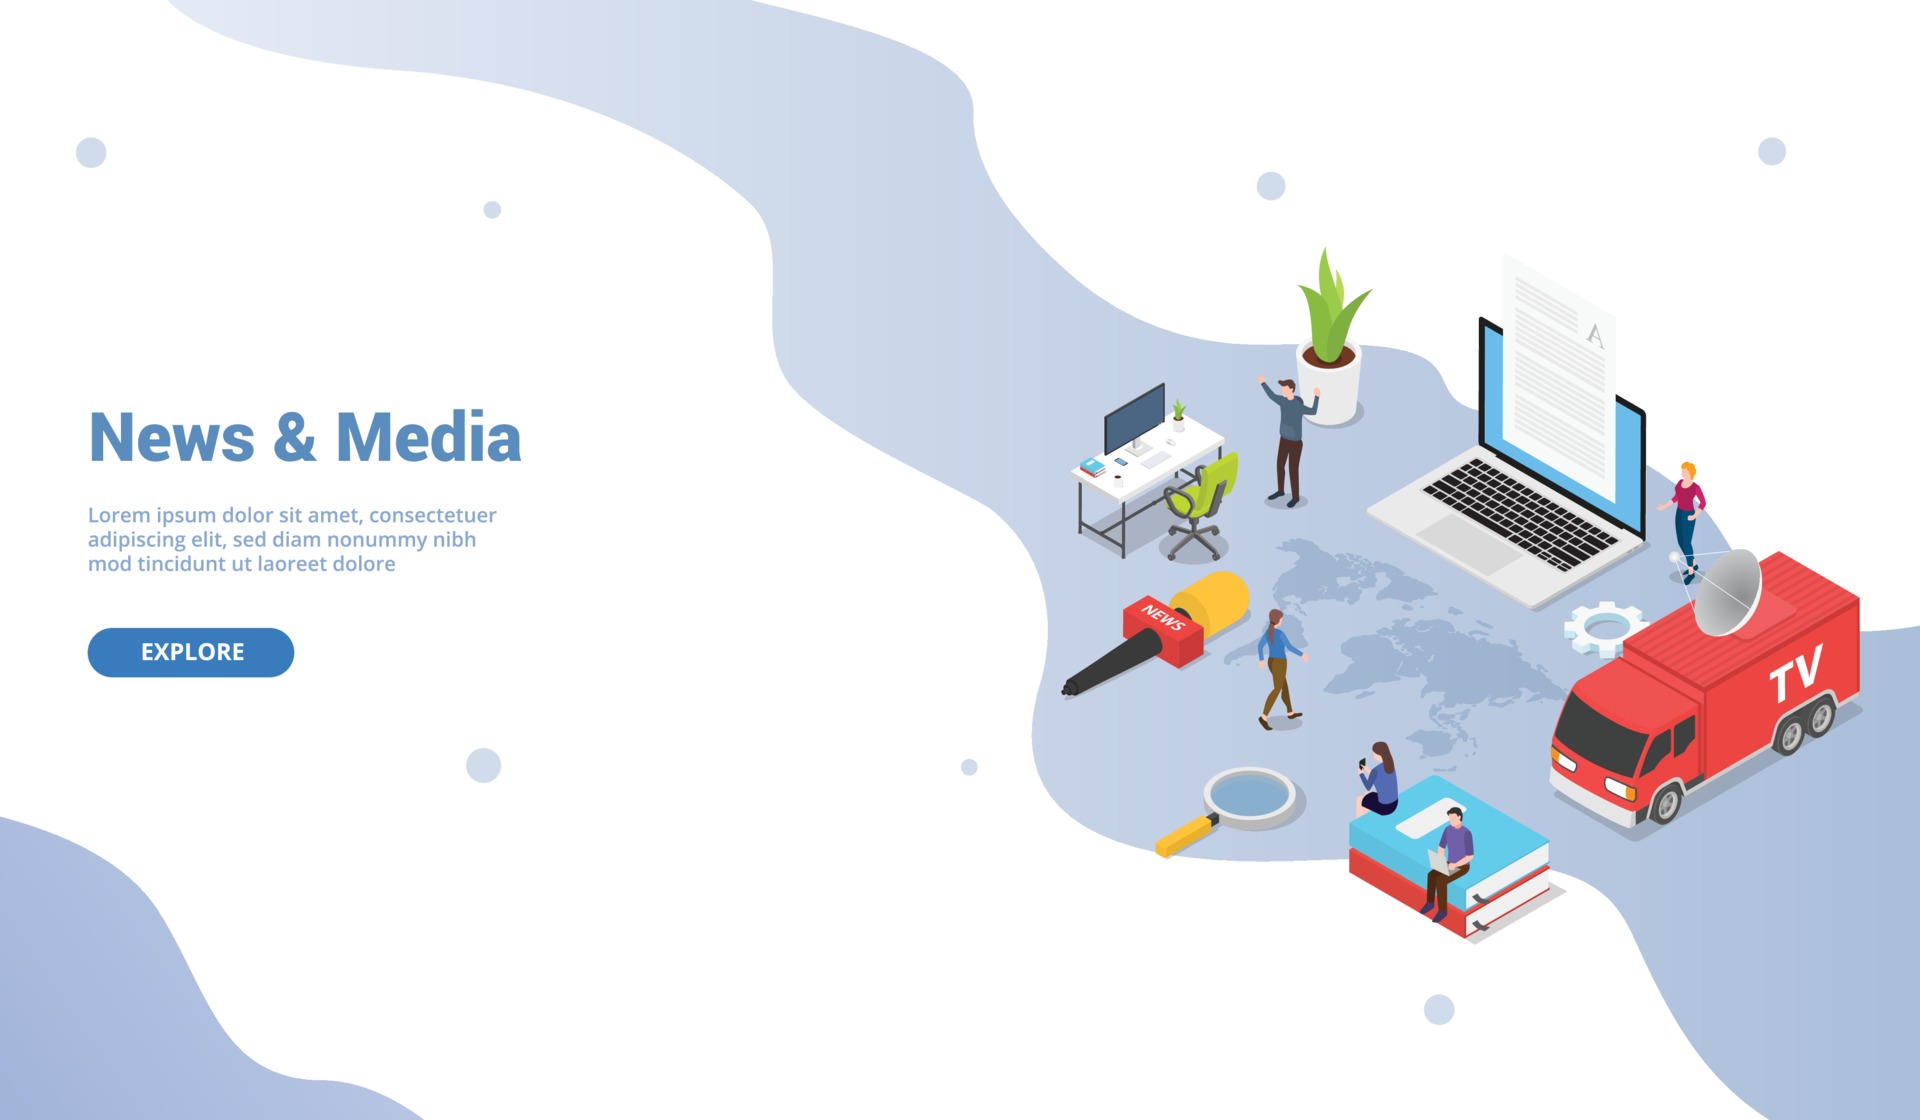 News & Media
Lorem ipsum dolor sit amet, consectetuer
adipiscing elit, sed diam nonummy nibh
mod tincidunt ut laoreet dolore
EXPLORE
A
NEWS
TV